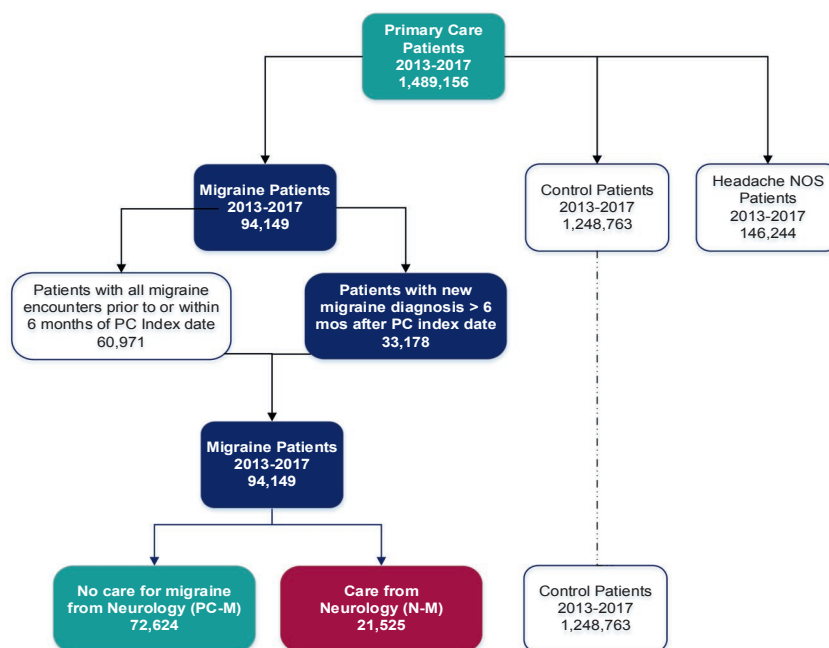 Primary Care
Patients
2013-2017
1,489,156
Migraine Patients
2013-2017
94,149
Control Patients
2013-2017
1,248,763
Headache NOS
Patients
2013-2017
146,244
Patients with all migraine
encounters prior to or within
6 months of PC Index date
60,971
Patients with new
migraine diagnosis > 6
mos after PC index date
33,178
Migraine Patients
2013-2017
94,149
No care for migraine
from Neurology (PC-M)
72,624
Care from
Neurology (N-M)
21,525
Control Patients
2013-2017
1,248,763